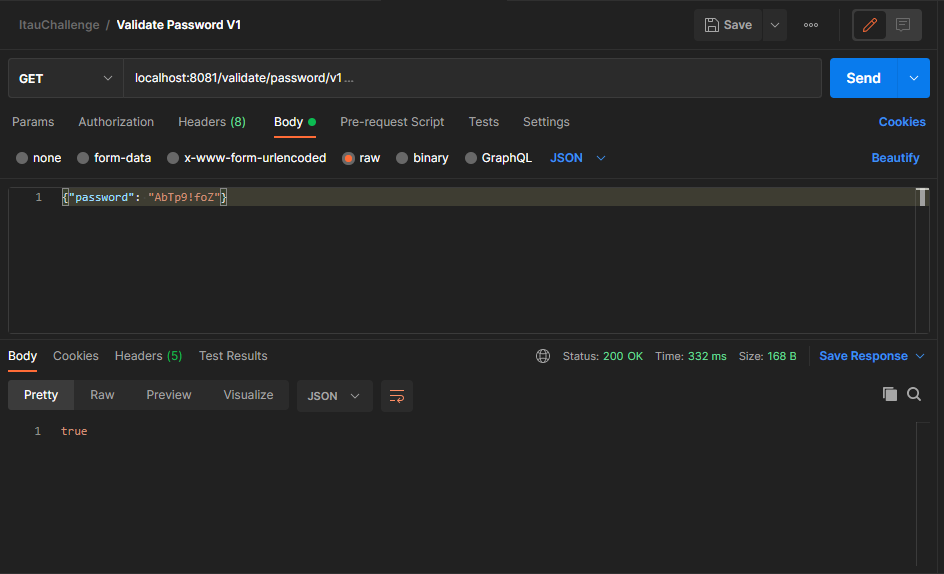 ItauChallenge / Validate Password V1 Save
GET localhost:8081/validate/password/v1 ... Send
Params Authorization Headers (8) Body Pre-request Script Tests Settings Cookies
none form-data x-www-form-urlencoded raw binary GraphQL JSON Beautify
1 {"password": "AbTp9!foZ"}
Body Cookies Headers (5) Test Results Status: 200 OK Time: 332 ms Size: 168 B Save Response
Pretty Raw Preview Visualize JSON
1 true